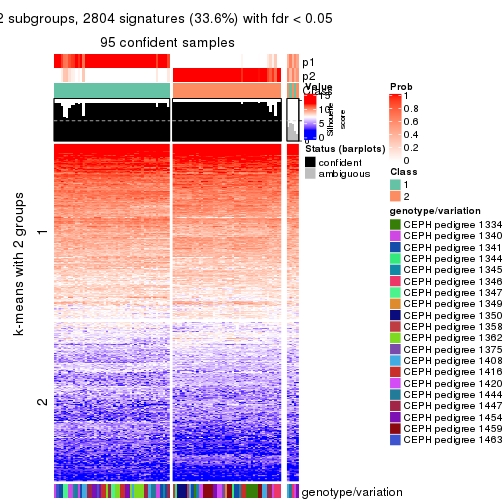 2 subgroups, 2804 signatures (33.6%) with fdr < 0.05
95 confident samples
p1
p2
Class
Value
15
10
5
0
Silhouette
score
Status (barplots)
confident
ambiguous
Prob
1
0.8
0.6
0.4
0.2
0
Class
1
2
genotype/variation
CEPH pedigree 1334
CEPH pedigree 1340
CEPH pedigree 1341
CEPH pedigree 1344
CEPH pedigree 1345
CEPH pedigree 1346
CEPH pedigree 1347
CEPH pedigree 1349
CEPH pedigree 1350
CEPH pedigree 1358
CEPH pedigree 1362
CEPH pedigree 1375
CEPH pedigree 1408
CEPH pedigree 1416
CEPH pedigree 1420
CEPH pedigree 1444
CEPH pedigree 1447
CEPH pedigree 1454
CEPH pedigree 1459
CEPH pedigree 1463
k-means with 2 groups
1
2
genotype/variation